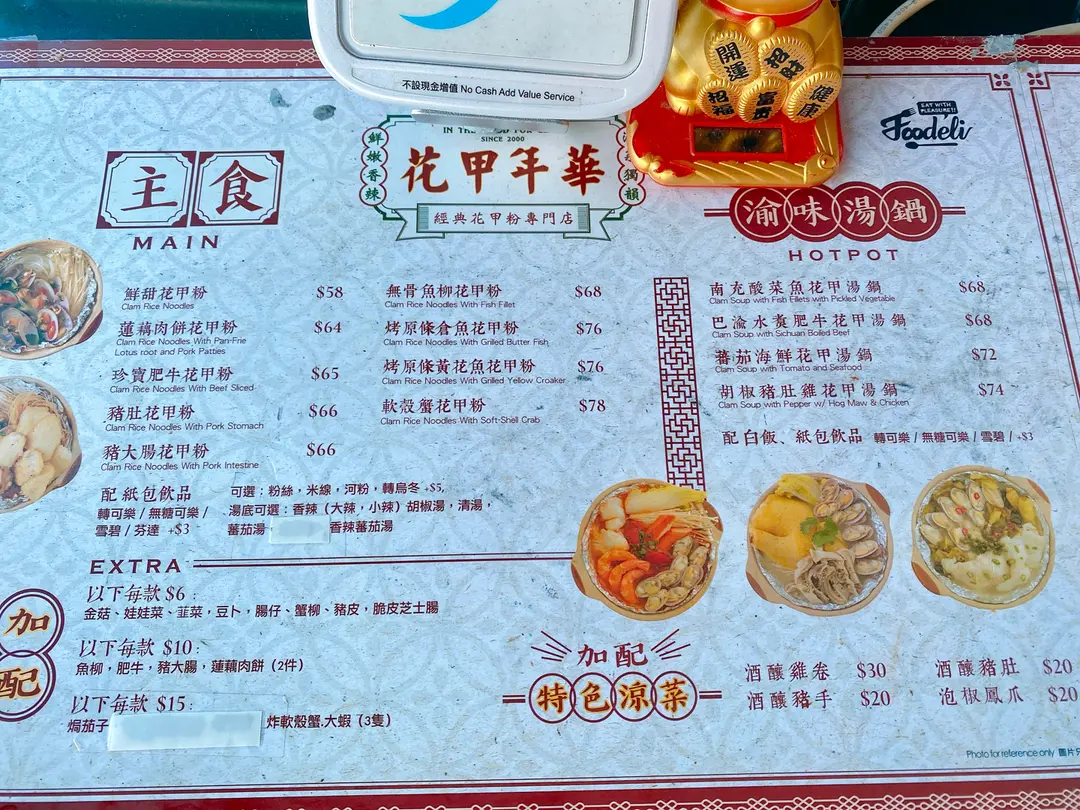 不設現金增值 No Cash Add Value Service
開運
招財
招福
富貴
健康
EAT WITH PLEASURE!!
Foodeli
SINCE 2000
鮮嫩香辣
花甲年華
獨韻
經典花甲粉專門店
主食
MAIN
鮮甜花甲粉 $58
Clam Rice Noodles
蓮藕肉餅花甲粉 $64
Clam Rice Noodles With Pan-Frie
Lotus root and Pork Patties
珍寶肥牛花甲粉 $65
Clam Rice Noodles With Beef Sliced
豬肚花甲粉 $66
Clam Rice Noodles With Pork Stomach
豬大腸花甲粉 $66
Clam Rice Noodles With Pork Intestine
無骨魚柳花甲粉 $68
Clam Rice Noodles With Fish Fillet
烤原條倉魚花甲粉 $76
Clam Rice Noodles With Grilled Butter Fish
烤原條黃花魚花甲粉 $76
Clam Rice Noodles With Grilled Yellow Croaker
軟殼蟹花甲粉 $78
Clam Rice Noodles With Soft-Shell Crab
配紙包飲品
轉可樂 / 無糖可樂 /
雪碧 / 芬達 +$3
可選：粉絲，米線，河粉，轉烏冬 +$5,
湯底可選：香辣（大辣，小辣）胡椒湯，清湯，
蕃茄湯 香辣蕃茄湯
渝味湯鍋
HOTPOT
南充酸菜魚花甲湯鍋 $68
Clam Soup with Fish Fillets with Pickled Vegetable
巴渝水煮肥牛花甲湯鍋 $68
Clam Soup with Sichuan Boiled Beef
蕃茄海鮮花甲湯鍋 $72
Clam Soup with Tomato and Seafood
胡椒豬肚雞花甲湯鍋 $74
Clam Soup with Pepper w/ Hog Maw & Chicken
配白飯、紙包飲品 轉可樂 / 無糖可樂 / 雪碧 / +$3
EXTRA
加配
以下每款 $6 :
金菇、娃娃菜、韮菜，豆卜，腸仔、蟹柳、豬皮，脆皮芝士腸
以下每款 $10 :
魚柳，肥牛，豬大腸，蓮藕肉餅（2件）
以下每款 $15 :
焗茄子 炸軟殼蟹.大蝦（3隻）
加配
特色涼菜
酒釀雞卷 $30
酒釀豬手 $20
酒釀豬肚 $20
泡椒鳳爪 $20
Photo for reference only 圖片